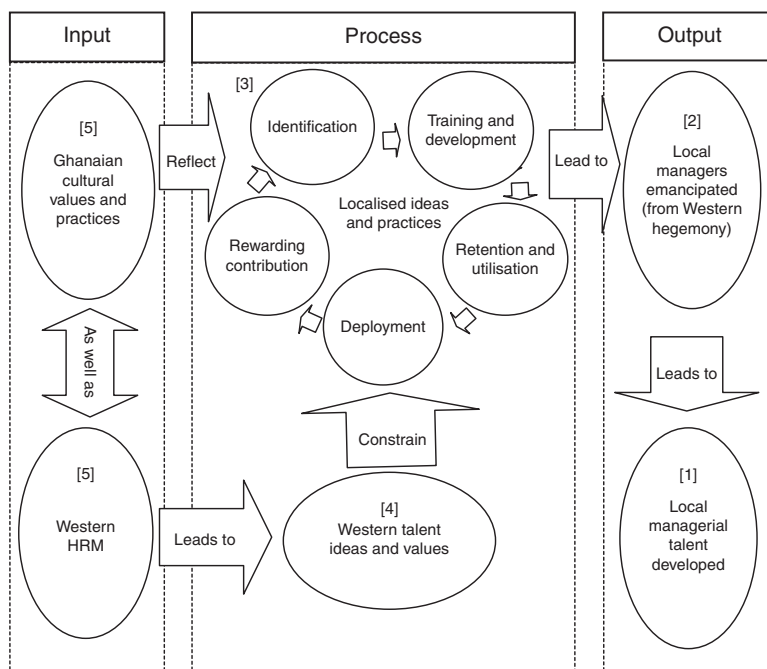 Input
Process
Output
[5]
Ghanaian
cultural
values and
practices
As well as
[5]
Western
HRM
Reflect
Leads to
[3]
Identification
Training and
development
Localised ideas
and practices
Rewarding
contribution
Retention and
utilisation
Deployment
Constrain
[4]
Western talent
ideas and values
Lead to
[2]
Local
managers
emancipated
(from Western
hegemony)
Leads to
[1]
Local
managerial
talent
developed